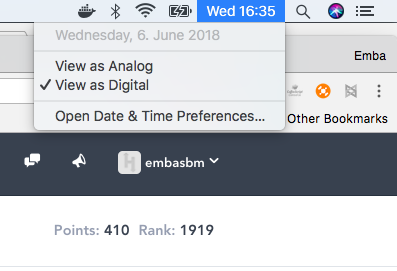 Wed 16:35
Wednesday, 6. June 2018
View as Analog
✓ View as Digital
Open Date & Time Preferences...
Emba
Other Bookmarks
H embasbm
Points: 410 Rank: 1919